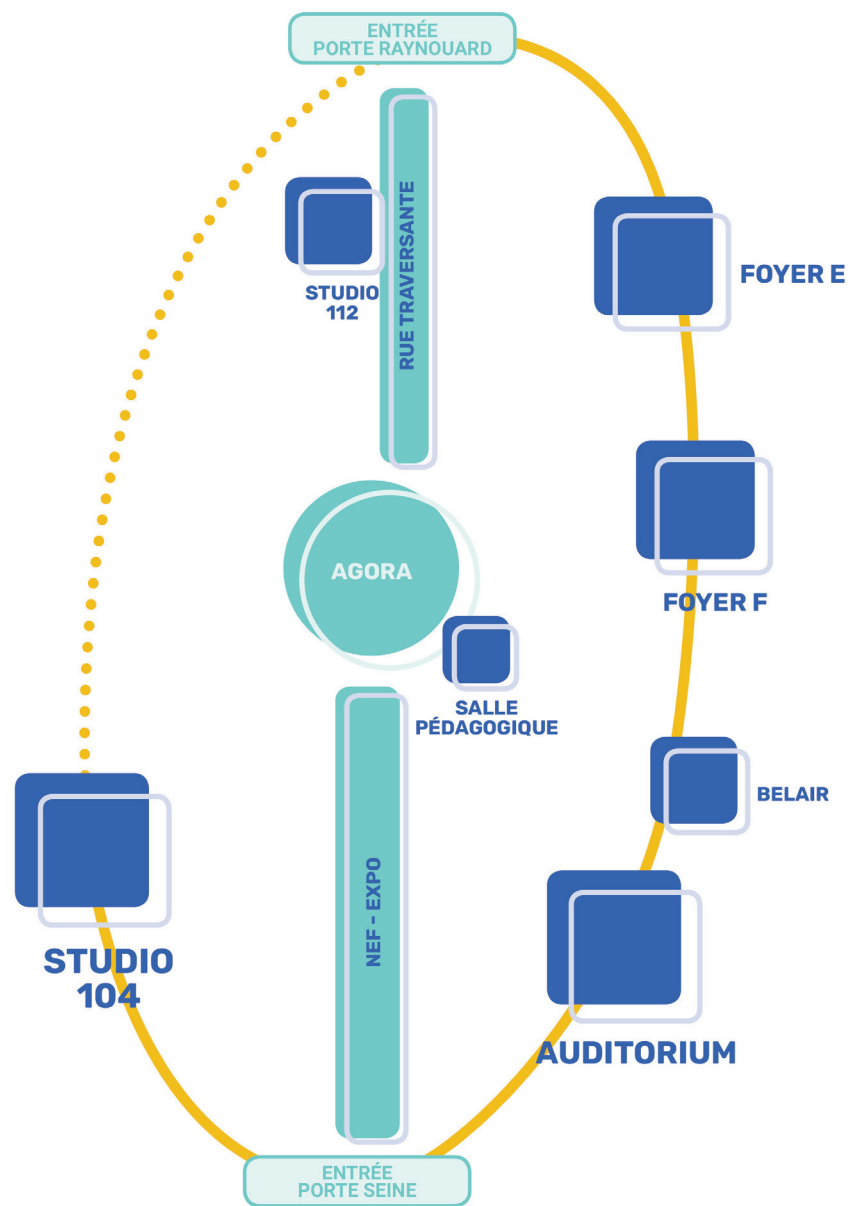 ENTRÉE
PORTE RAYNOUARD
RUE TRAVERSANTE
STUDIO
112
FOYER E
AGORA
FOYER F
SALLE
PÉDAGOGIQUE
BELAIR
NEF - EXPO
STUDIO
104
AUDITORIUM
ENTRÉE
PORTE SEINE